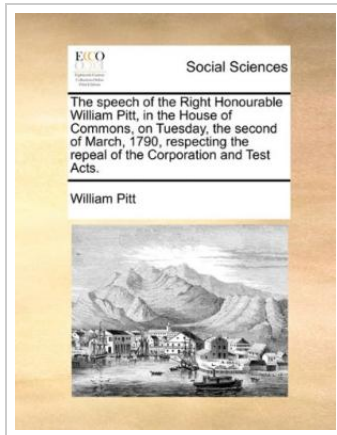 ECCO
Social Sciences
The speech of the Right Honourable
William Pitt, in the House of
Commons, on Tuesday, the second
of March, 1790, respecting the
repeal of the Corporation and Test
Acts.
William Pitt